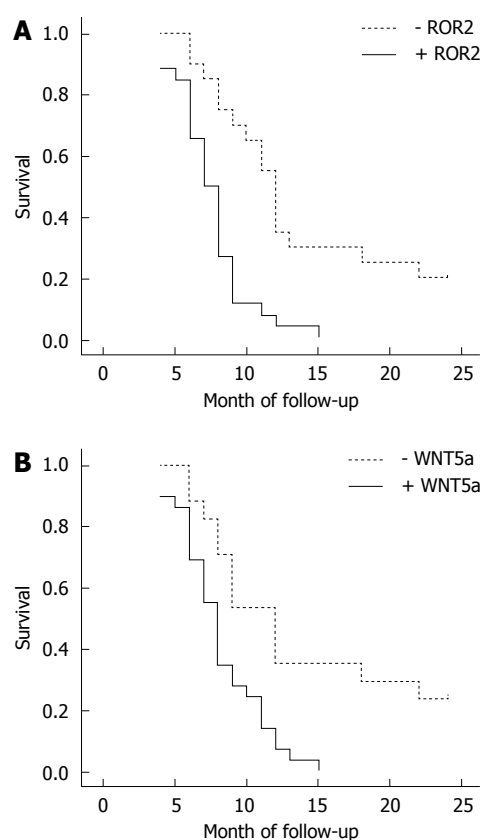 A
- ROR2
+ ROR2
1.0
0.8
0.6
0.4
0.2
0.0
Survival
0 5 10 15 20 25
Month of follow-up
B
- WNT5a
+ WNT5a
1.0
0.8
0.6
0.4
0.2
0.0
Survival
0 5 10 15 20 25
Month of follow-up